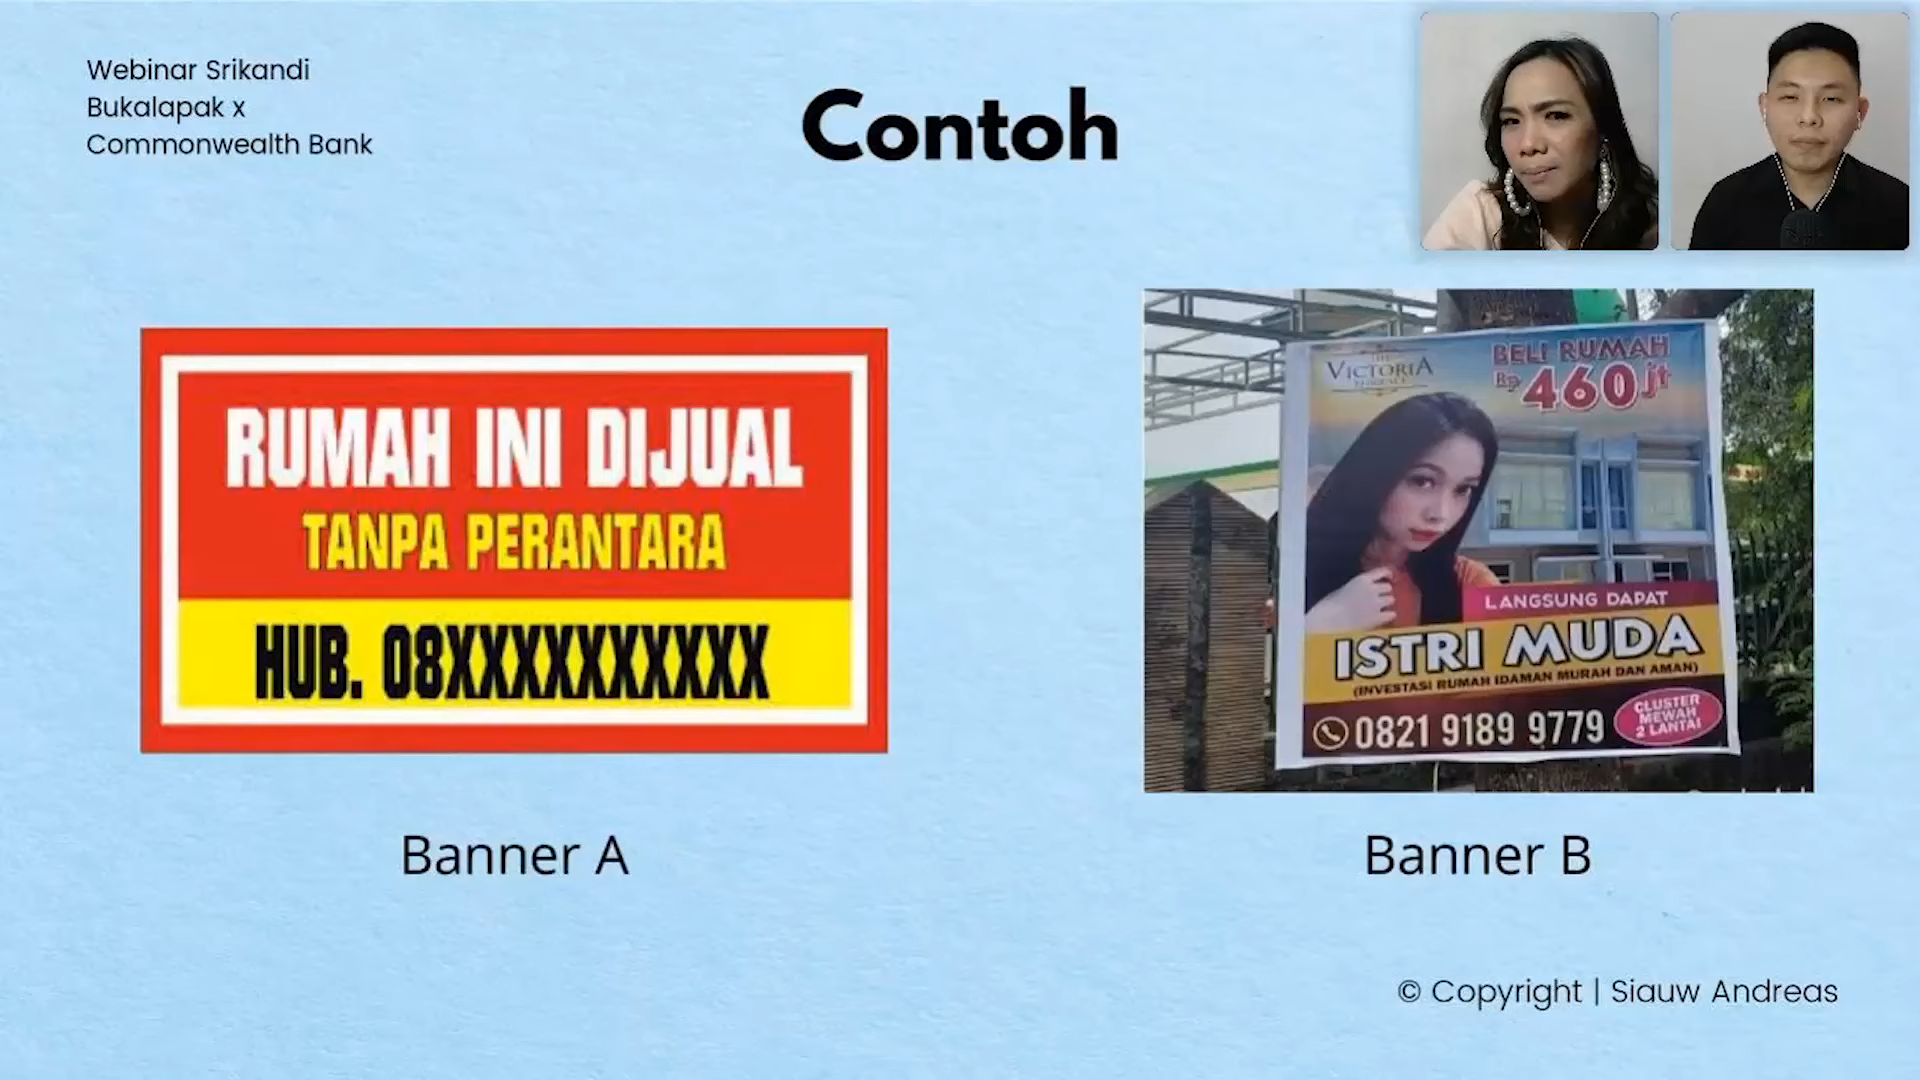 Webinar Srikandi
Bukalapak x
Commonwealth Bank
Contoh
RUMAH INI DIJUAL
TANPA PERANTARA
HUB. 08XXXXXXXXXX
Banner A
VICTORIA
BELI RUMAH
Rp 460jt
LANGSUNG DAPAT
ISTRI MUDA
(INVESTASI RUMAH IDAMAN MURAH DAN AMAN)
0821 9189 9779
CLUSTER
MEWAH
2 LANTAI
Banner B
© Copyright | Siauw Andreas